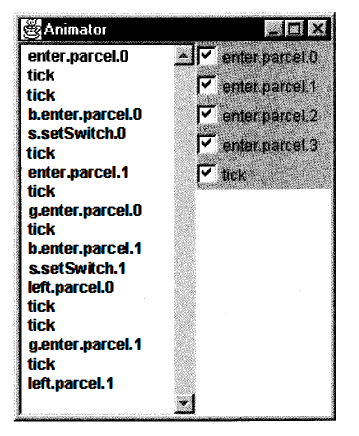 Animator
enter.parcel.0
tick
tick
b.enter.parcel.0
s.setSwitch.0
tick
enter.parcel.1
tick
g.enter.parcel.0
tick
b.enter.parcel.1
s.setSwitch.1
left.parcel.0
tick
tick
g.enter.parcel.1
tick
left.parcel.1
enter.parcel.0
enter.parcel.1
enter.parcel.2
enter.parcel.3
tick